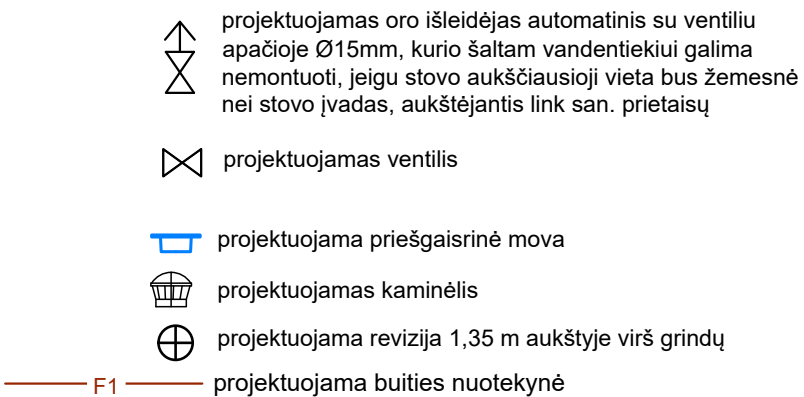 projektuojamas oro išleidėjas automatinis su ventiliu
apačioje Ø15mm, kurio šaltam vandentiekiui galima
nemontuoti, jeigu stovo aukščiausioji vieta bus žemesnė
nei stovo įvadas, aukštėjantis link san. prietaisų
projektuojamas ventilis
projektuojama priešgaisrinė mova
projektuojamas kaminėlis
projektuojama revizija 1,35 m aukštyje virš grindų
F1 projektuojama buities nuotekynė